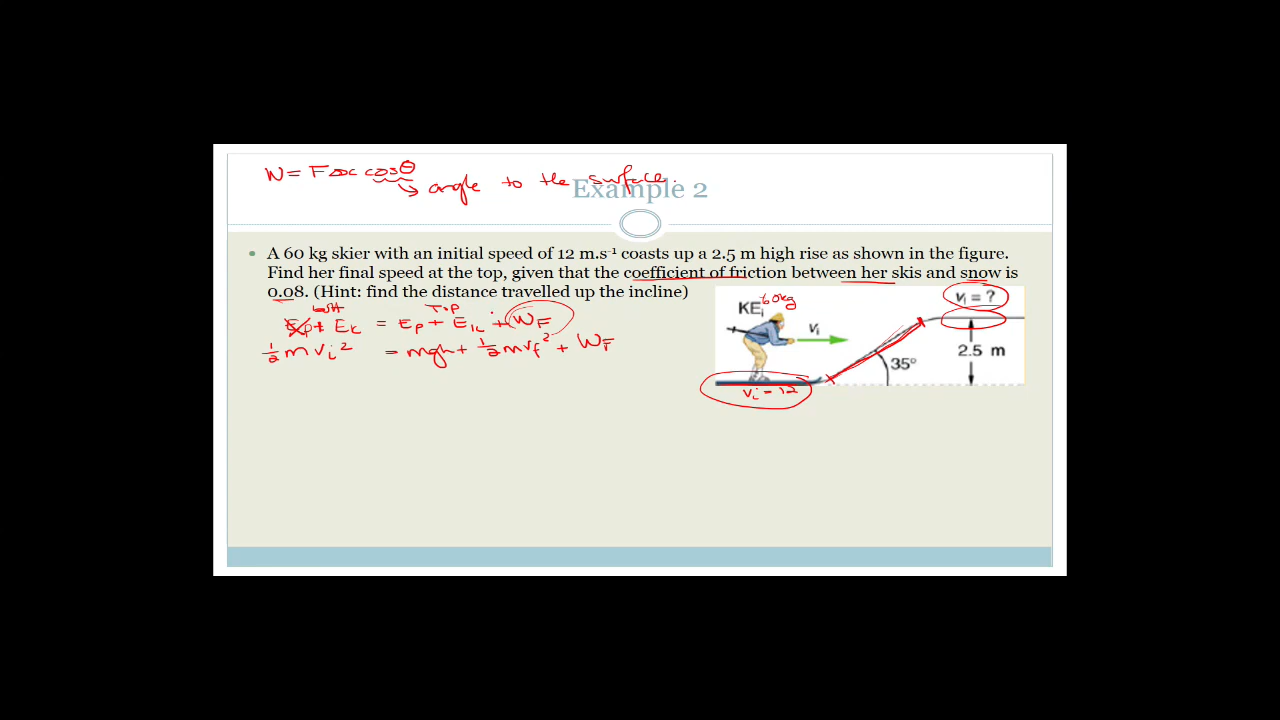 W = FΔx cosθ
↳ angle to the surface.
Example 2
• A 60 kg skier with an initial speed of 12 m.s⁻¹ coasts up a 2.5 m high rise as shown in the figure.
Find her final speed at the top, given that the coefficient of friction between her skis and snow is
0.08. (Hint: find the distance travelled up the incline)
Top
Ep + Ek = Ep + Ek + WF
½mvi² = mgh + ½mvf² + WF
KEi 60kg
vi
vi = ?
2.5 m
35°
vi = 12